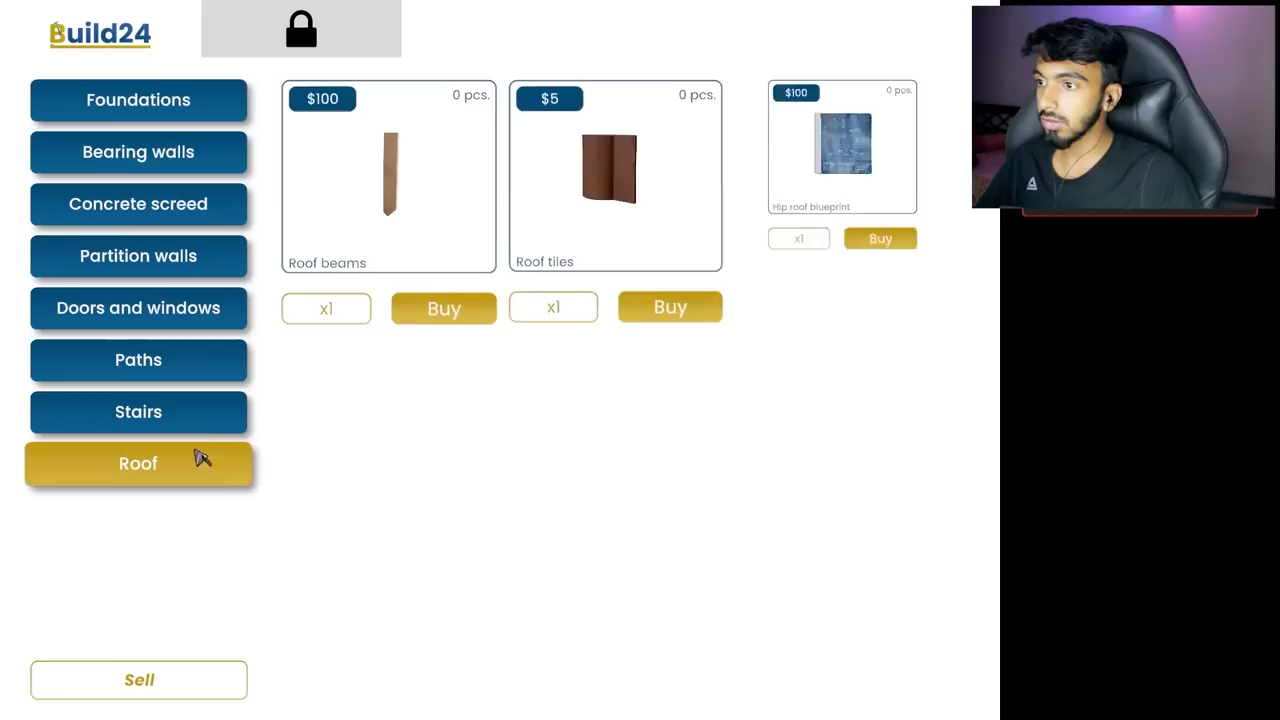 Build24
Foundations
Bearing walls
Concrete screed
Partition walls
Doors and windows
Paths
Stairs
Roof
Sell
$100
0 pcs.
Roof beams
x1
Buy
$5
0 pcs.
Roof tiles
x1
Buy
$100
0 pcs.
Hip roof blueprint
x1
Buy